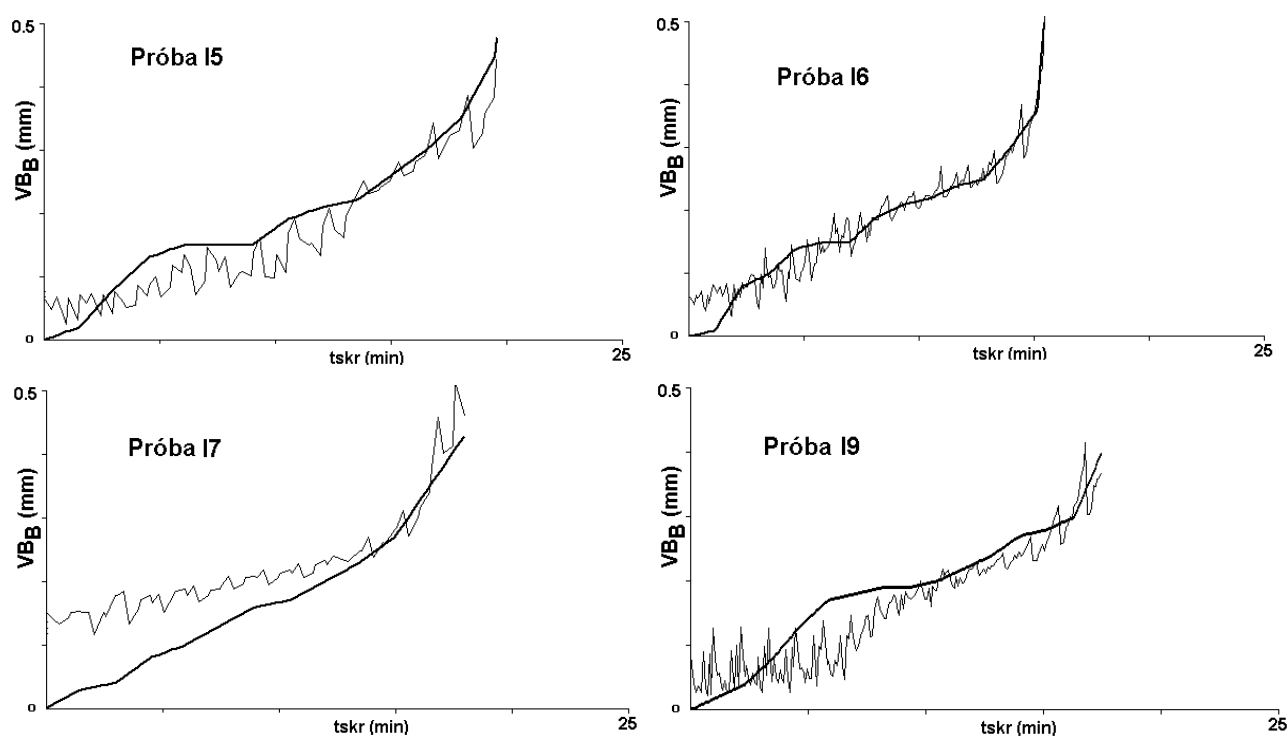 0.5
Próba I5
VBB (mm)
0
tskr (min)
25
0.5
Próba I6
VBB (mm)
0
tskr (min)
25
0.5
Próba I7
VBB (mm)
0
tskr (min)
25
0.5
Próba I9
VBB (mm)
0
tskr (min)
25